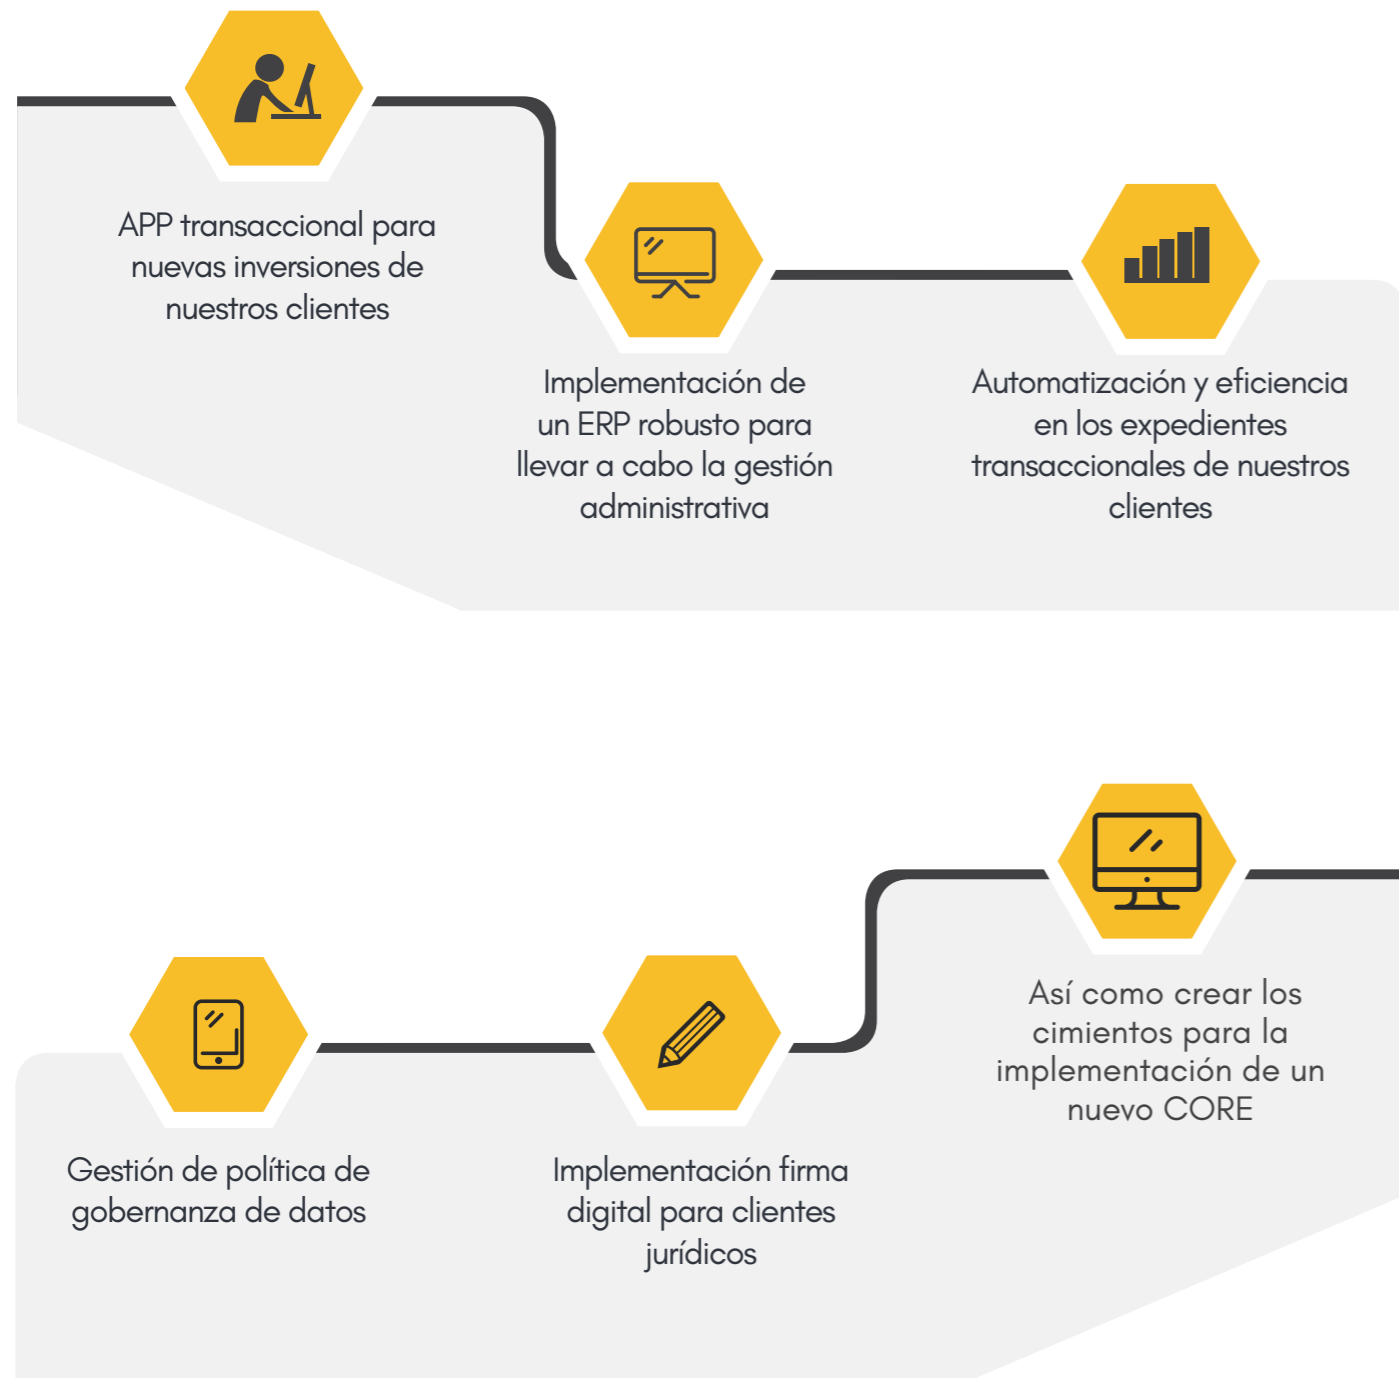 APP transaccional para
nuevas inversiones de
nuestros clientes
Implementación de
un ERP robusto para
llevar a cabo la gestión
administrativa
Automatización y eficiencia
en los expedientes
transaccionales de nuestros
clientes
Gestión de política de
gobernanza de datos
Implementación firma
digital para clientes
jurídicos
Así como crear los
cimientos para la
implementación de un
nuevo CORE